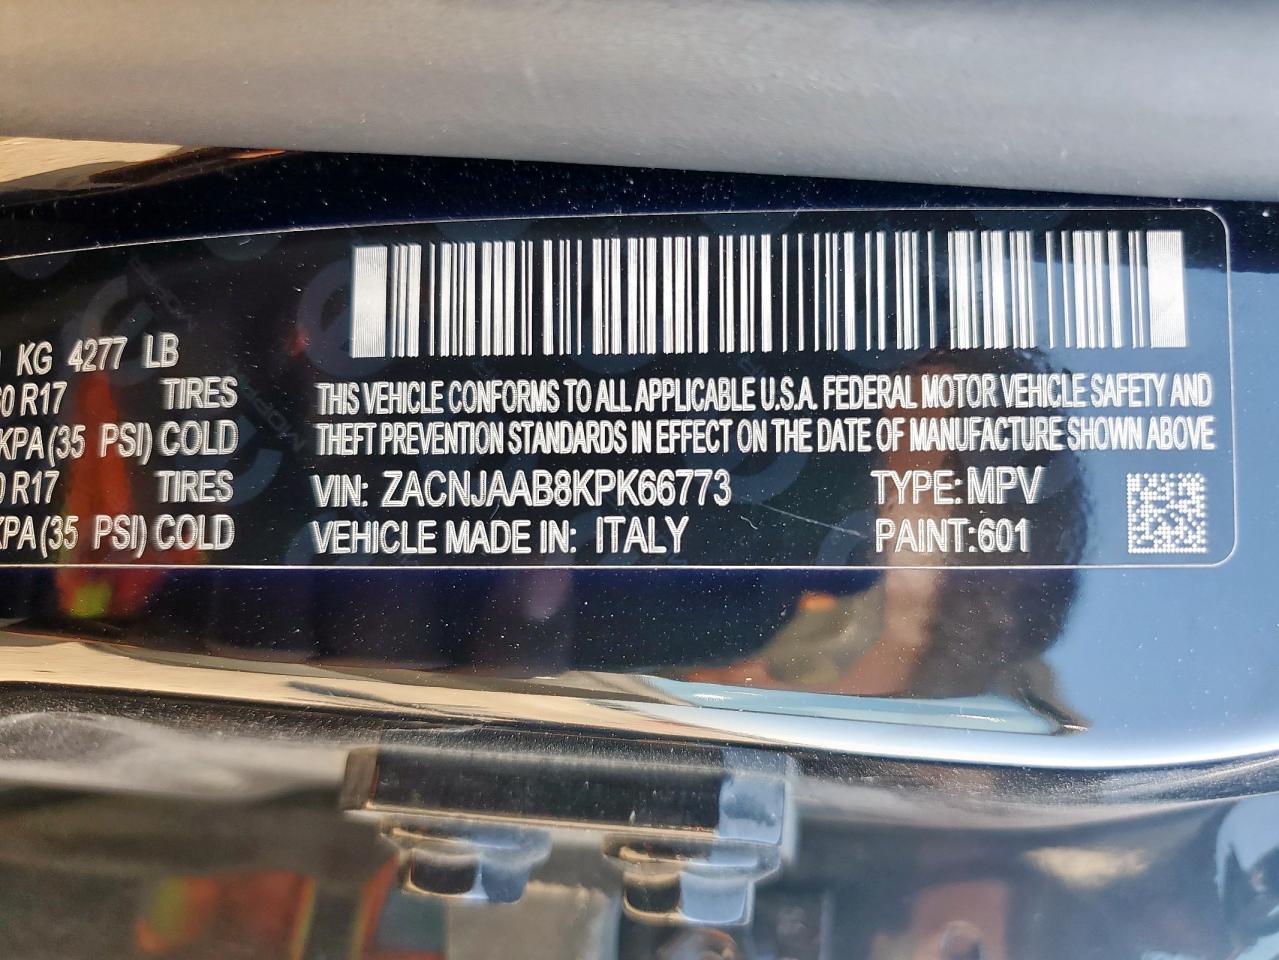 KG 4277 LB
R17 TIRES
KPA (35 PSI) COLD
R17 TIRES
KPA (35 PSI) COLD
THIS VEHICLE CONFORMS TO ALL APPLICABLE U.S.A. FEDERAL MOTOR VEHICLE SAFETY AND
THEFT PREVENTION STANDARDS IN EFFECT ON THE DATE OF MANUFACTURE SHOWN ABOVE
VIN: ZACNJAAB8KPK66773 TYPE: MPV
VEHICLE MADE IN: ITALY PAINT: 601